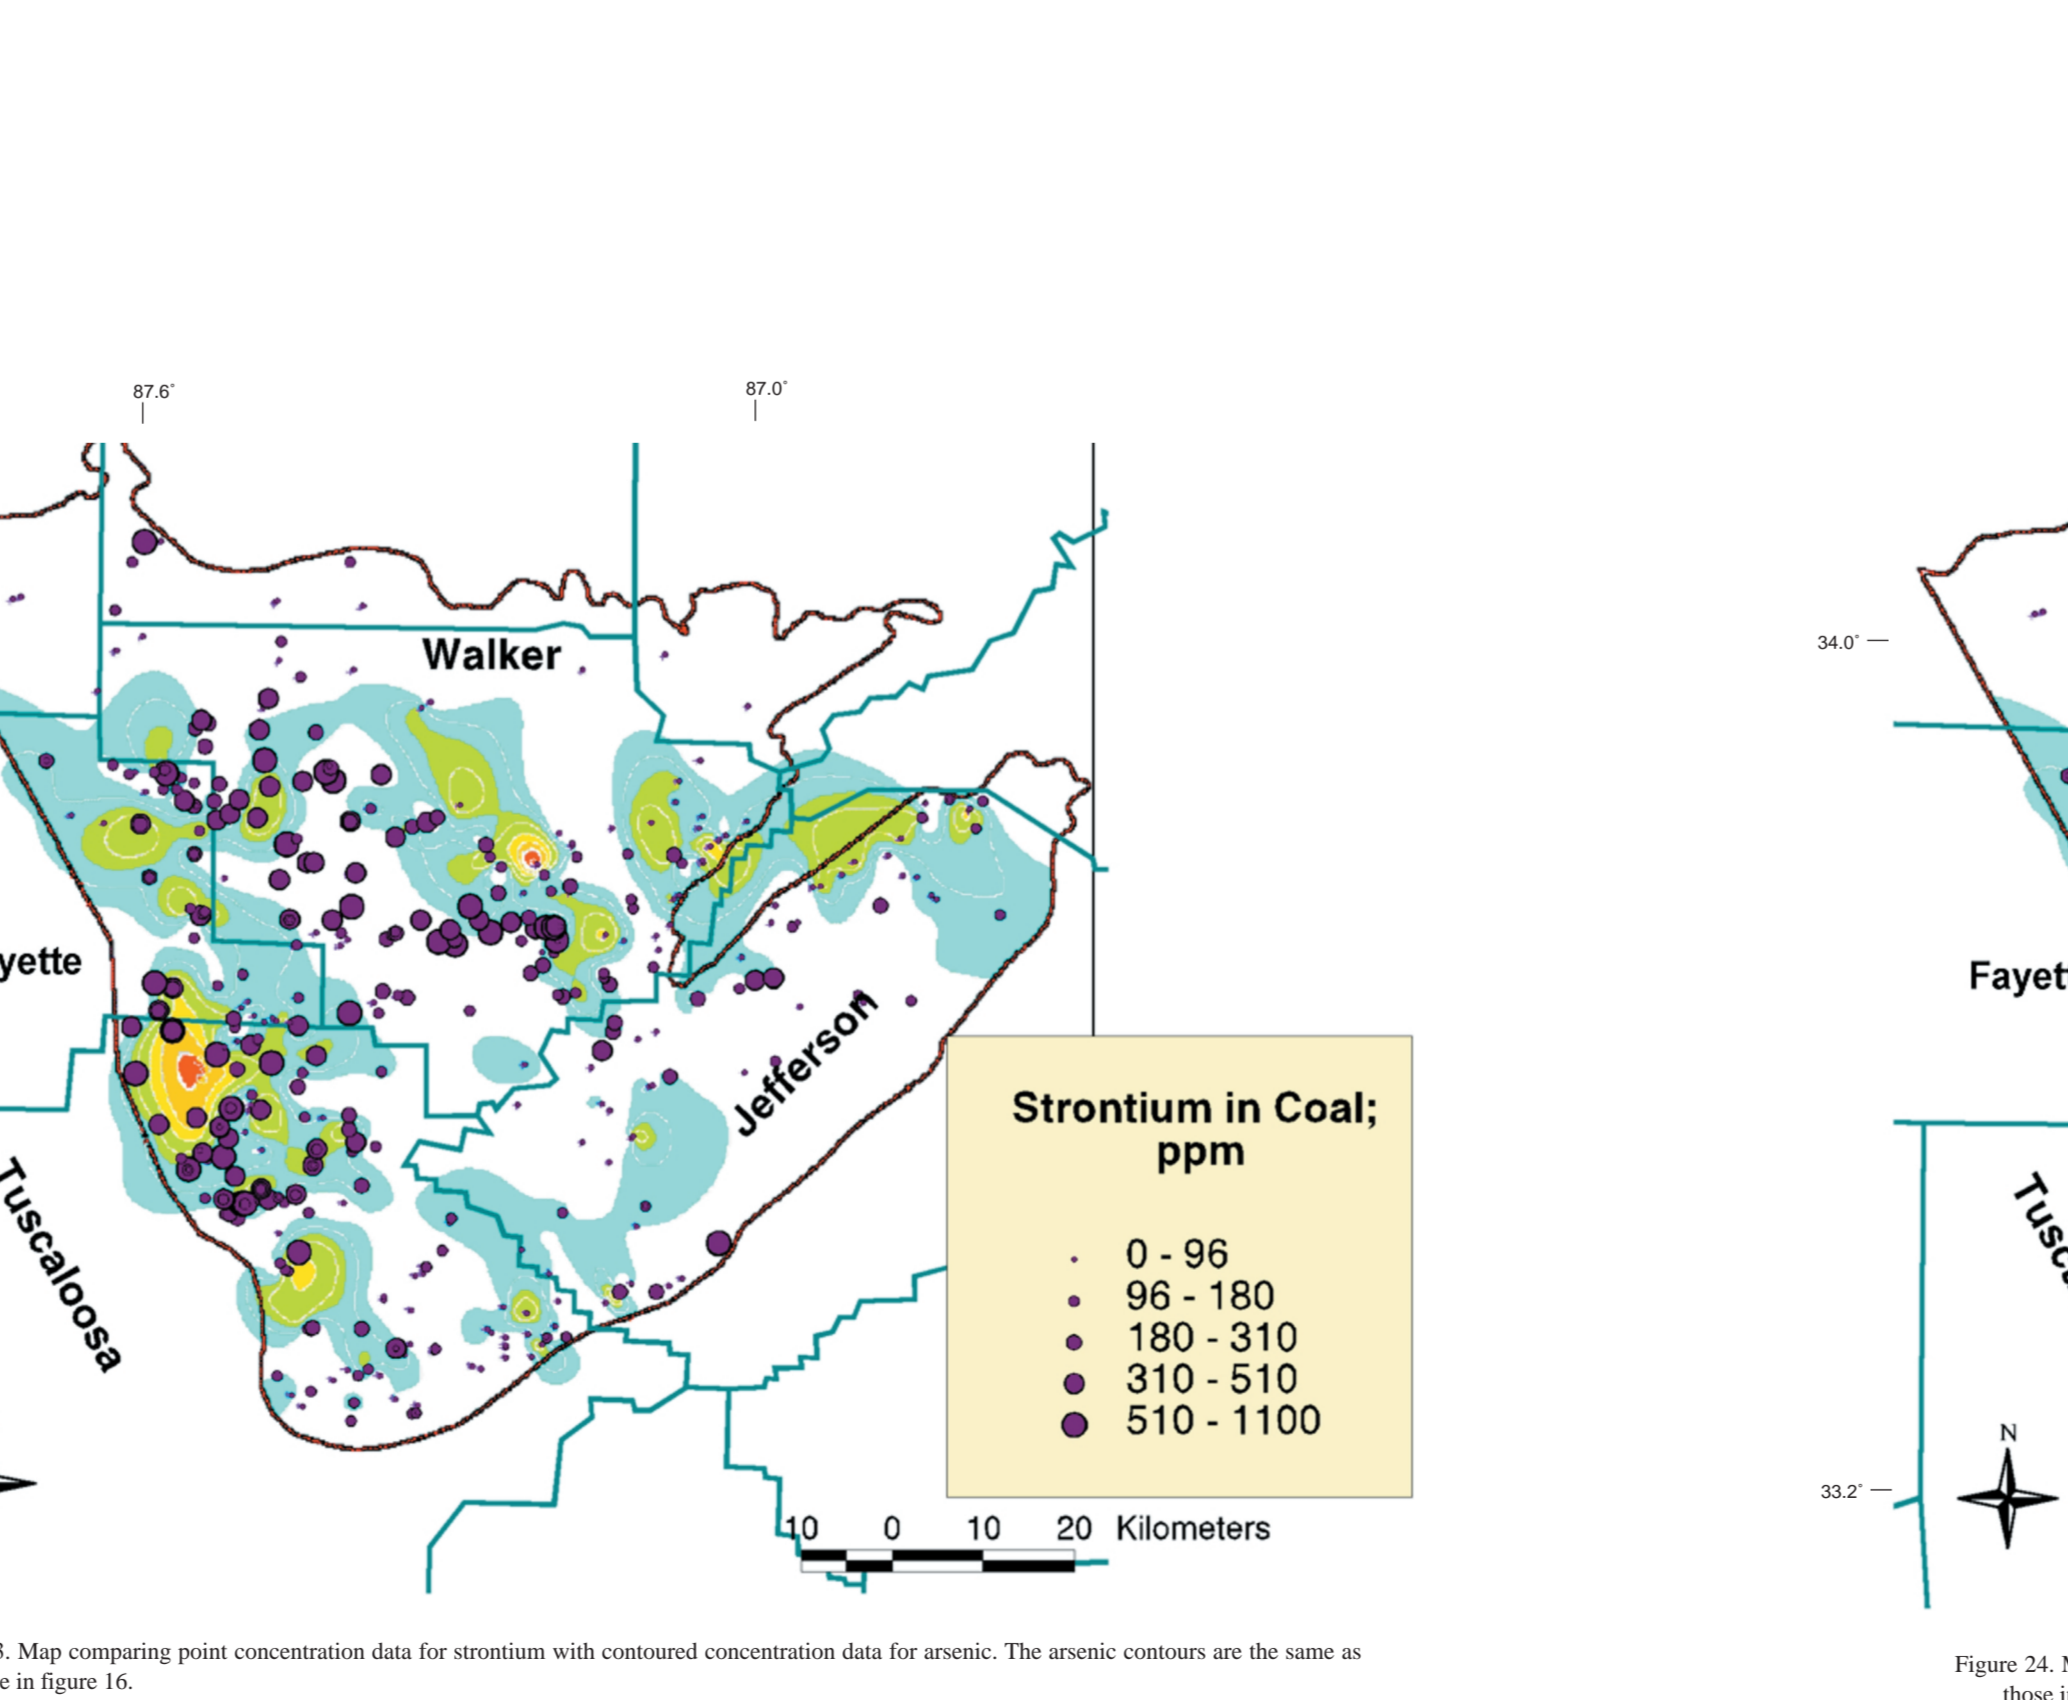 87.6°
87.0°
Walker
34.0°
yette
Fayet
Jefferson
Strontium in Coal;
ppm
Tuscaloosa
Tusca
0 - 96
96 - 180
180 - 310
310 - 510
510 - 1100
N
33.2°
10 0 10 20 Kilometers
3. Map comparing point concentration data for strontium with contoured concentration data for arsenic. The arsenic contours are the same as
e in figure 16.
Figure 24. M
those i